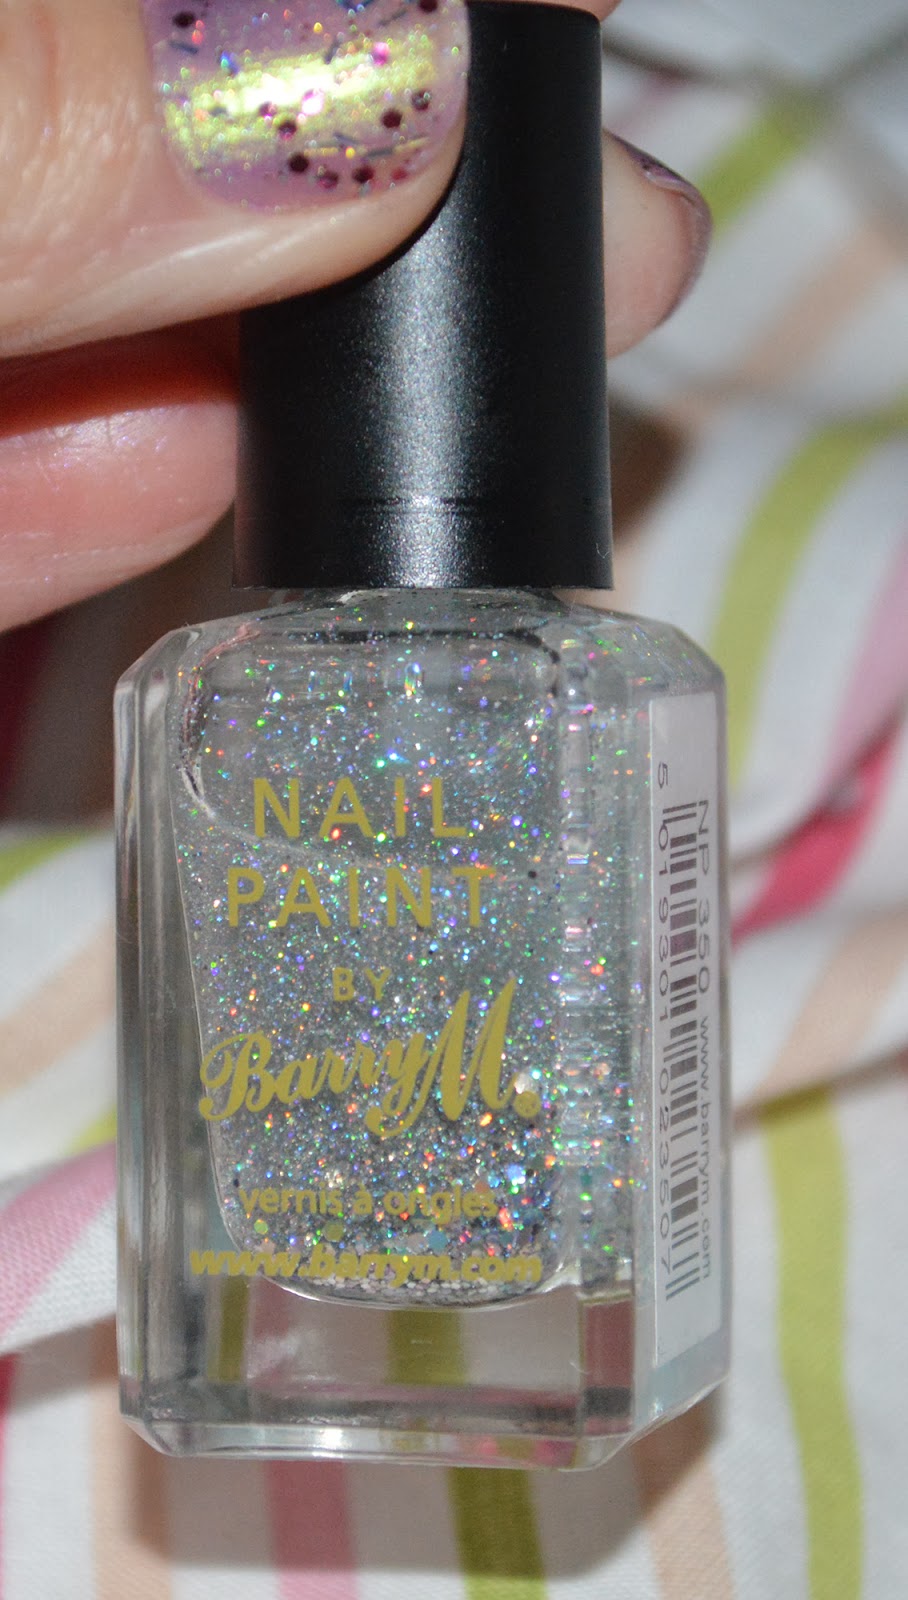 NAIL
PAINT
BY
BarryM.
vernis à ongles
www.barrym.com
NP 350 www.barrym.com
5 019301 023507